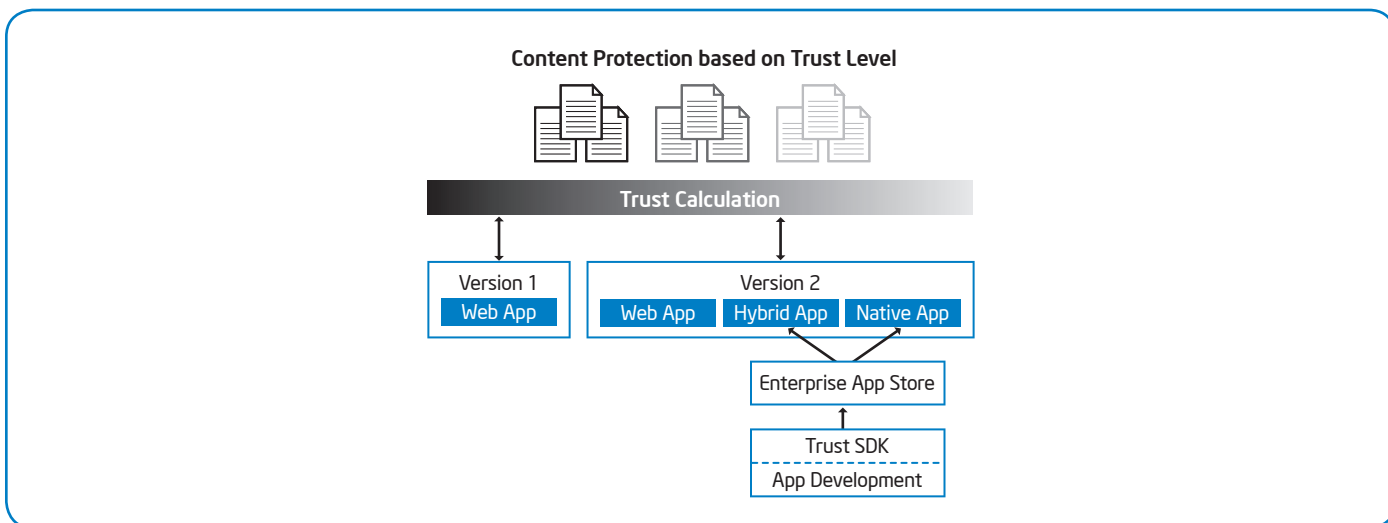 Content Protection based on Trust Level
Trust Calculation
Version 1
Web App
Version 2
Web App
Hybrid App
Native App
Enterprise App Store
Trust SDK
App Development